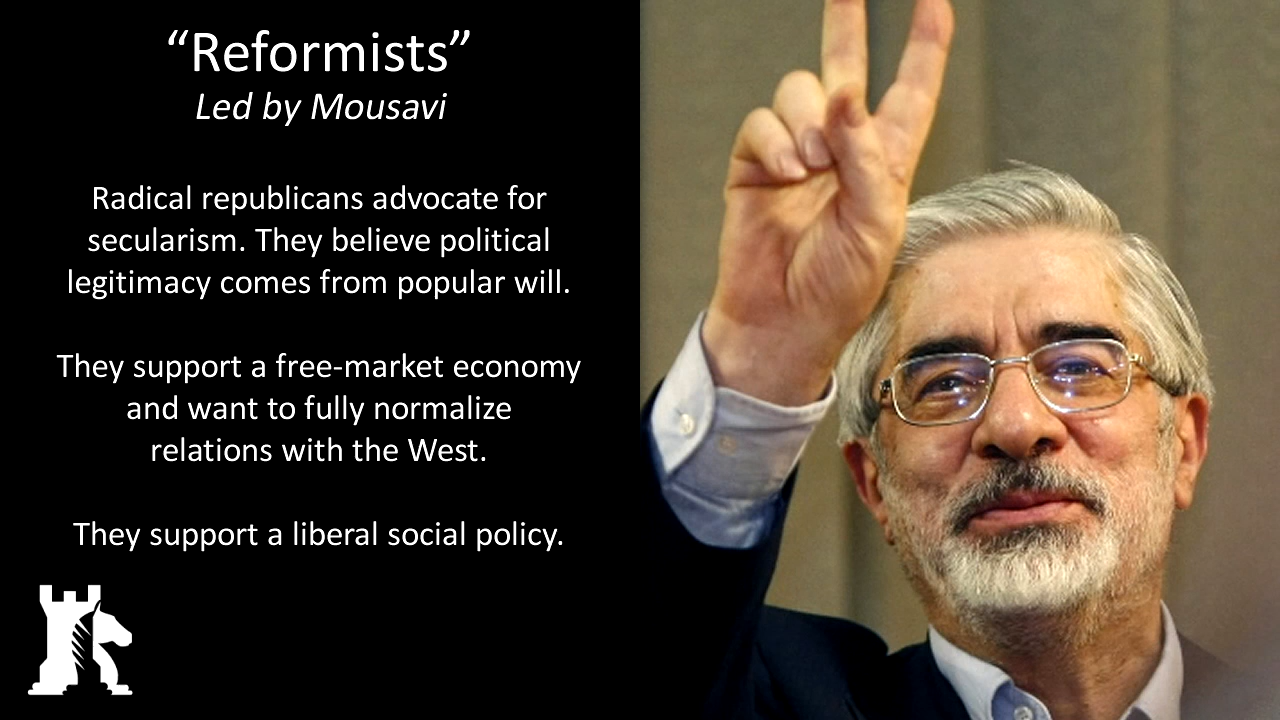 “Reformists”
Led by Mousavi
Radical republicans advocate for
secularism. They believe political
legitimacy comes from popular will.
They support a free-market economy
and want to fully normalize
relations with the West.
They support a liberal social policy.